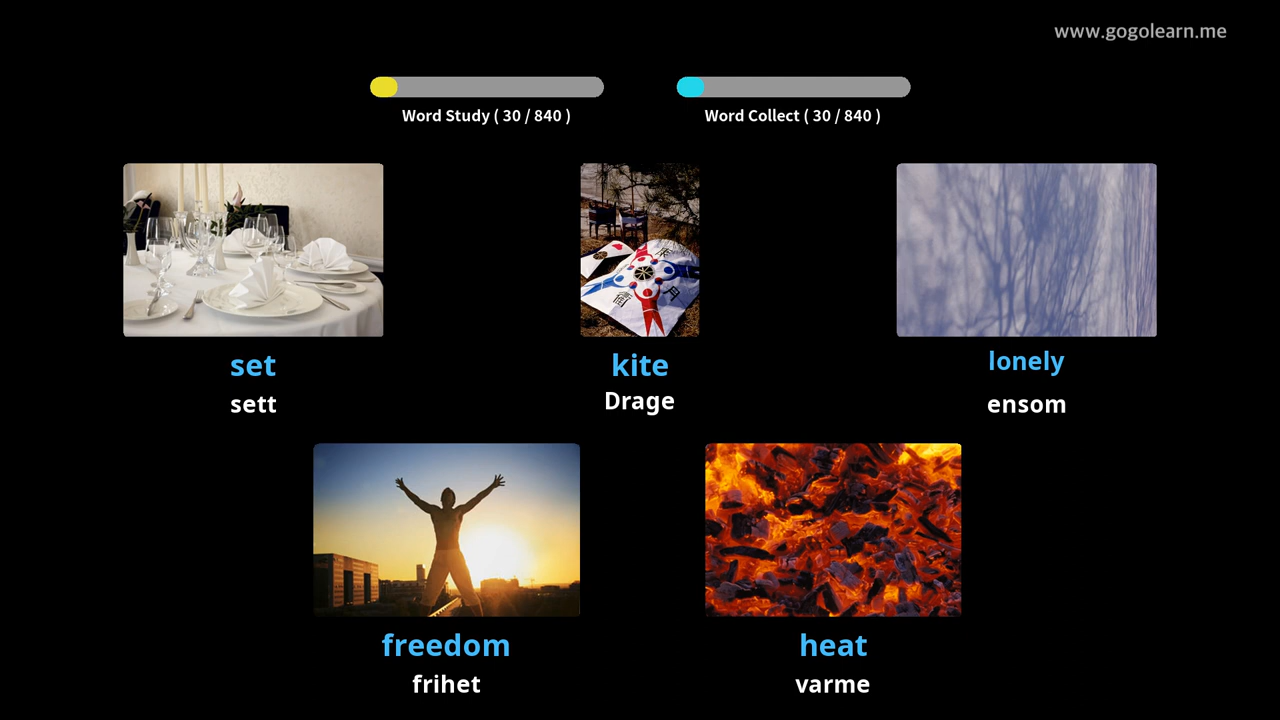 www.gogolearn.me
Word Study ( 30 / 840 )
Word Collect ( 30 / 840 )
set
sett
kite
Drage
lonely
ensom
freedom
frihet
heat
varme